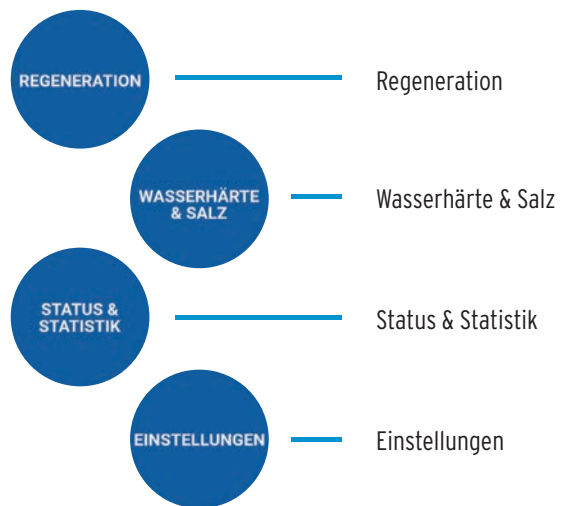 REGENERATION
Regeneration
WASSERHÄRTE
& SALZ
Wasserhärte & Salz
STATUS &
STATISTIK
Status & Statistik
EINSTELLUNGEN
Einstellungen